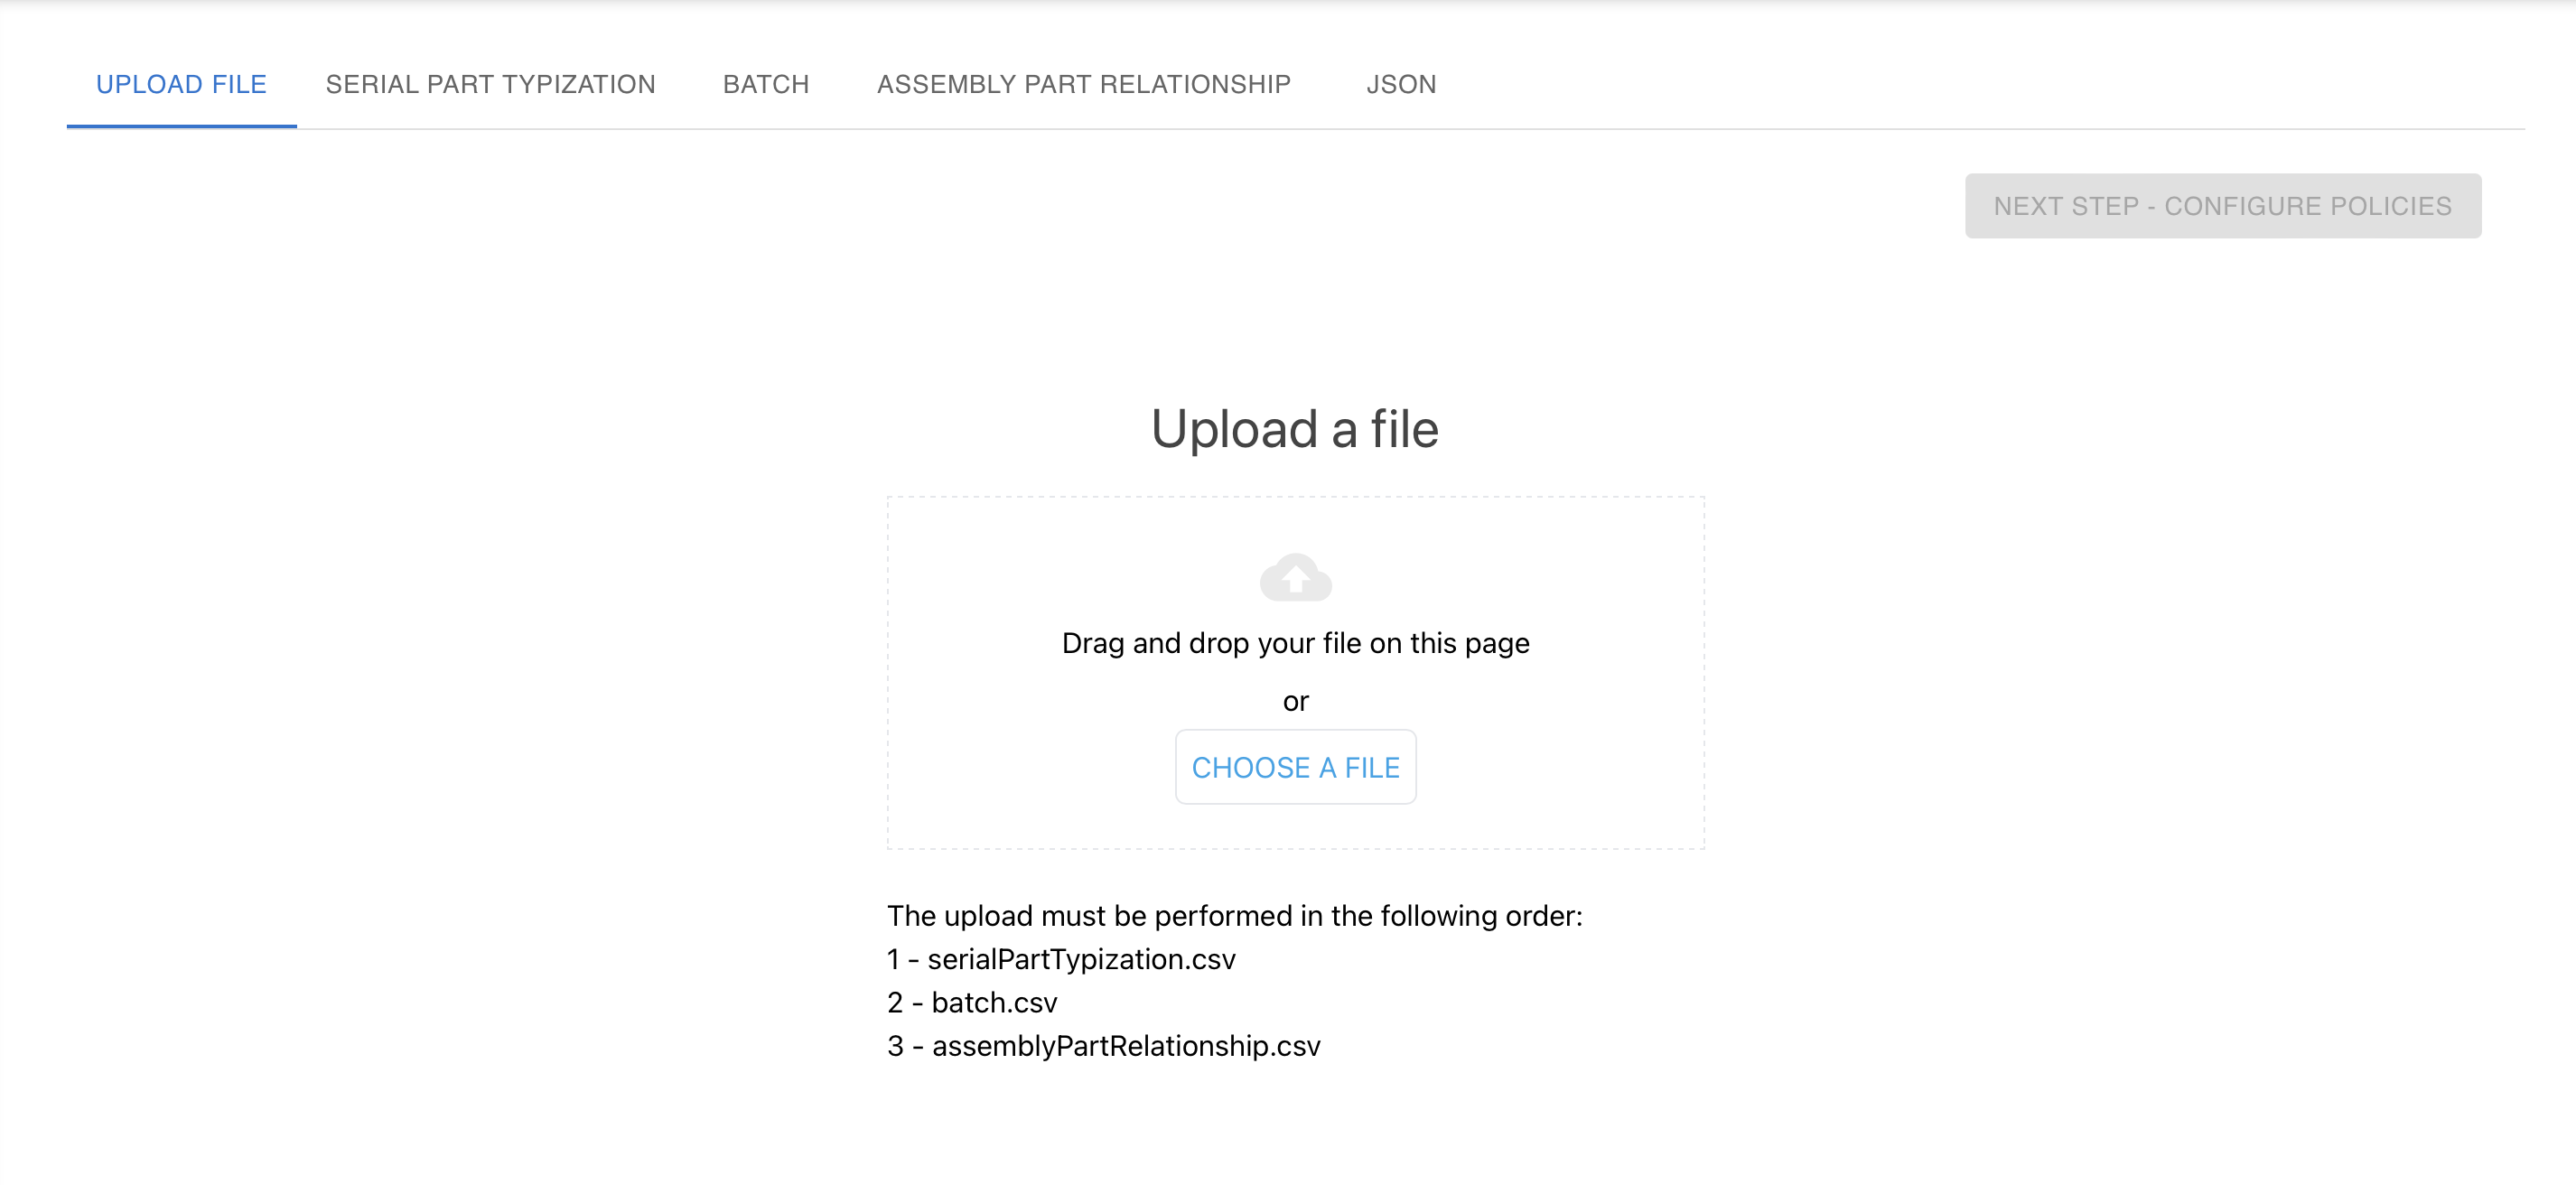 UPLOAD FILE SERIAL PART TYPIZATION BATCH ASSEMBLY PART RELATIONSHIP JSON
NEXT STEP - CONFIGURE POLICIES
Upload a file
Drag and drop your file on this page
or
CHOOSE A FILE
The upload must be performed in the following order:
1 - serialPartTypization.csv
2 - batch.csv
3 - assemblyPartRelationship.csv